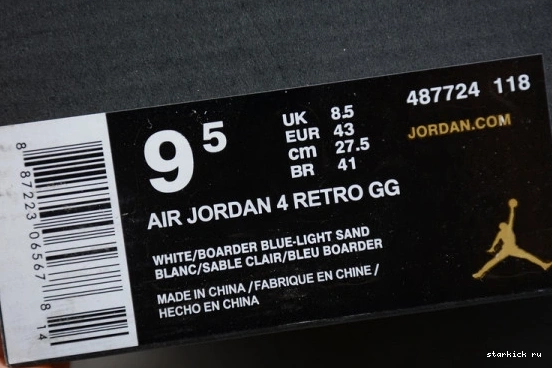 9 5
UK 8.5
EUR 43
cm 27.5
BR 41
487724 118
JORDAN.COM
AIR JORDAN 4 RETRO GG
WHITE/BOARDER BLUE-LIGHT SAND
BLANC/SABLE CLAIR/BLEU BOARDER
MADE IN CHINA/FABRIQUE EN CHINE/
HECHO EN CHINA
8 87223 06567 8 14
starkick ru